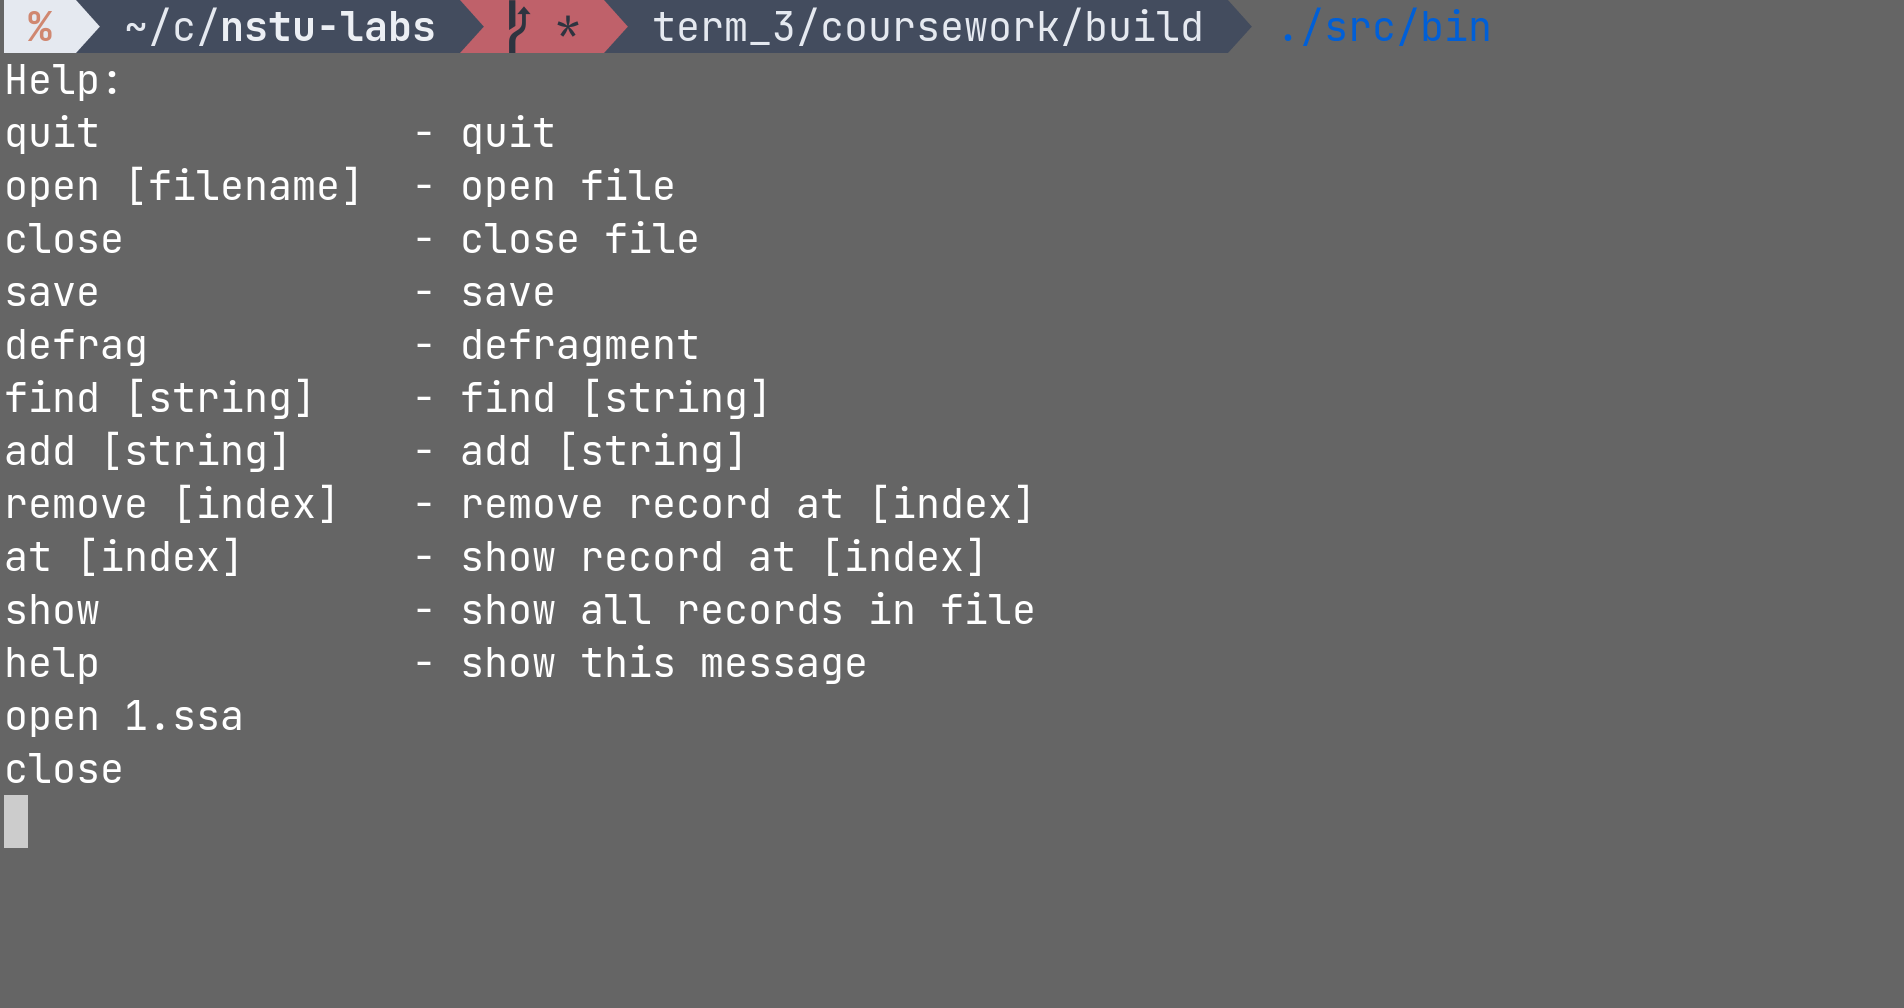 % ~/c/nstu-labs * term_3/coursework/build ./src/bin
Help:
quit - quit
open [filename] - open file
close - close file
save - save
defrag - defragment
find [string] - find [string]
add [string] - add [string]
remove [index] - remove record at [index]
at [index] - show record at [index]
show - show all records in file
help - show this message
open 1.ssa
close